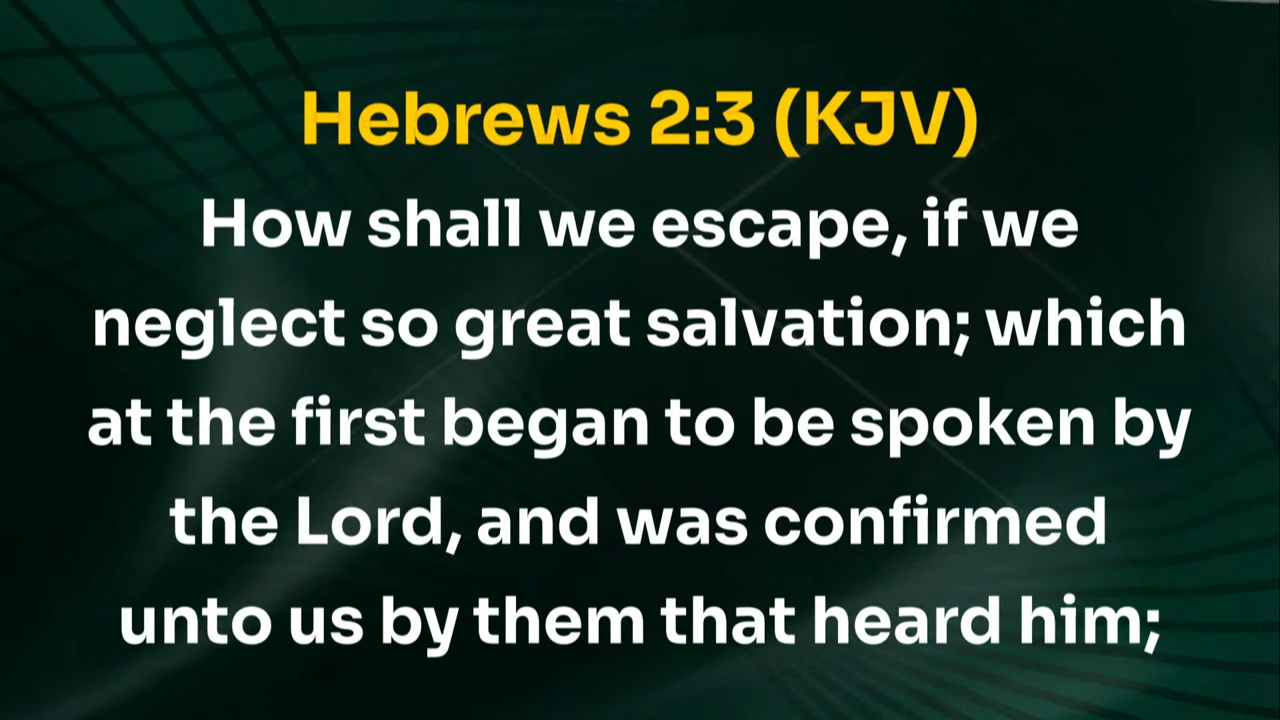 Hebrews 2:3 (KJV)
How shall we escape, if we
neglect so great salvation; which
at the first began to be spoken by
the Lord, and was confirmed
unto us by them that heard him;